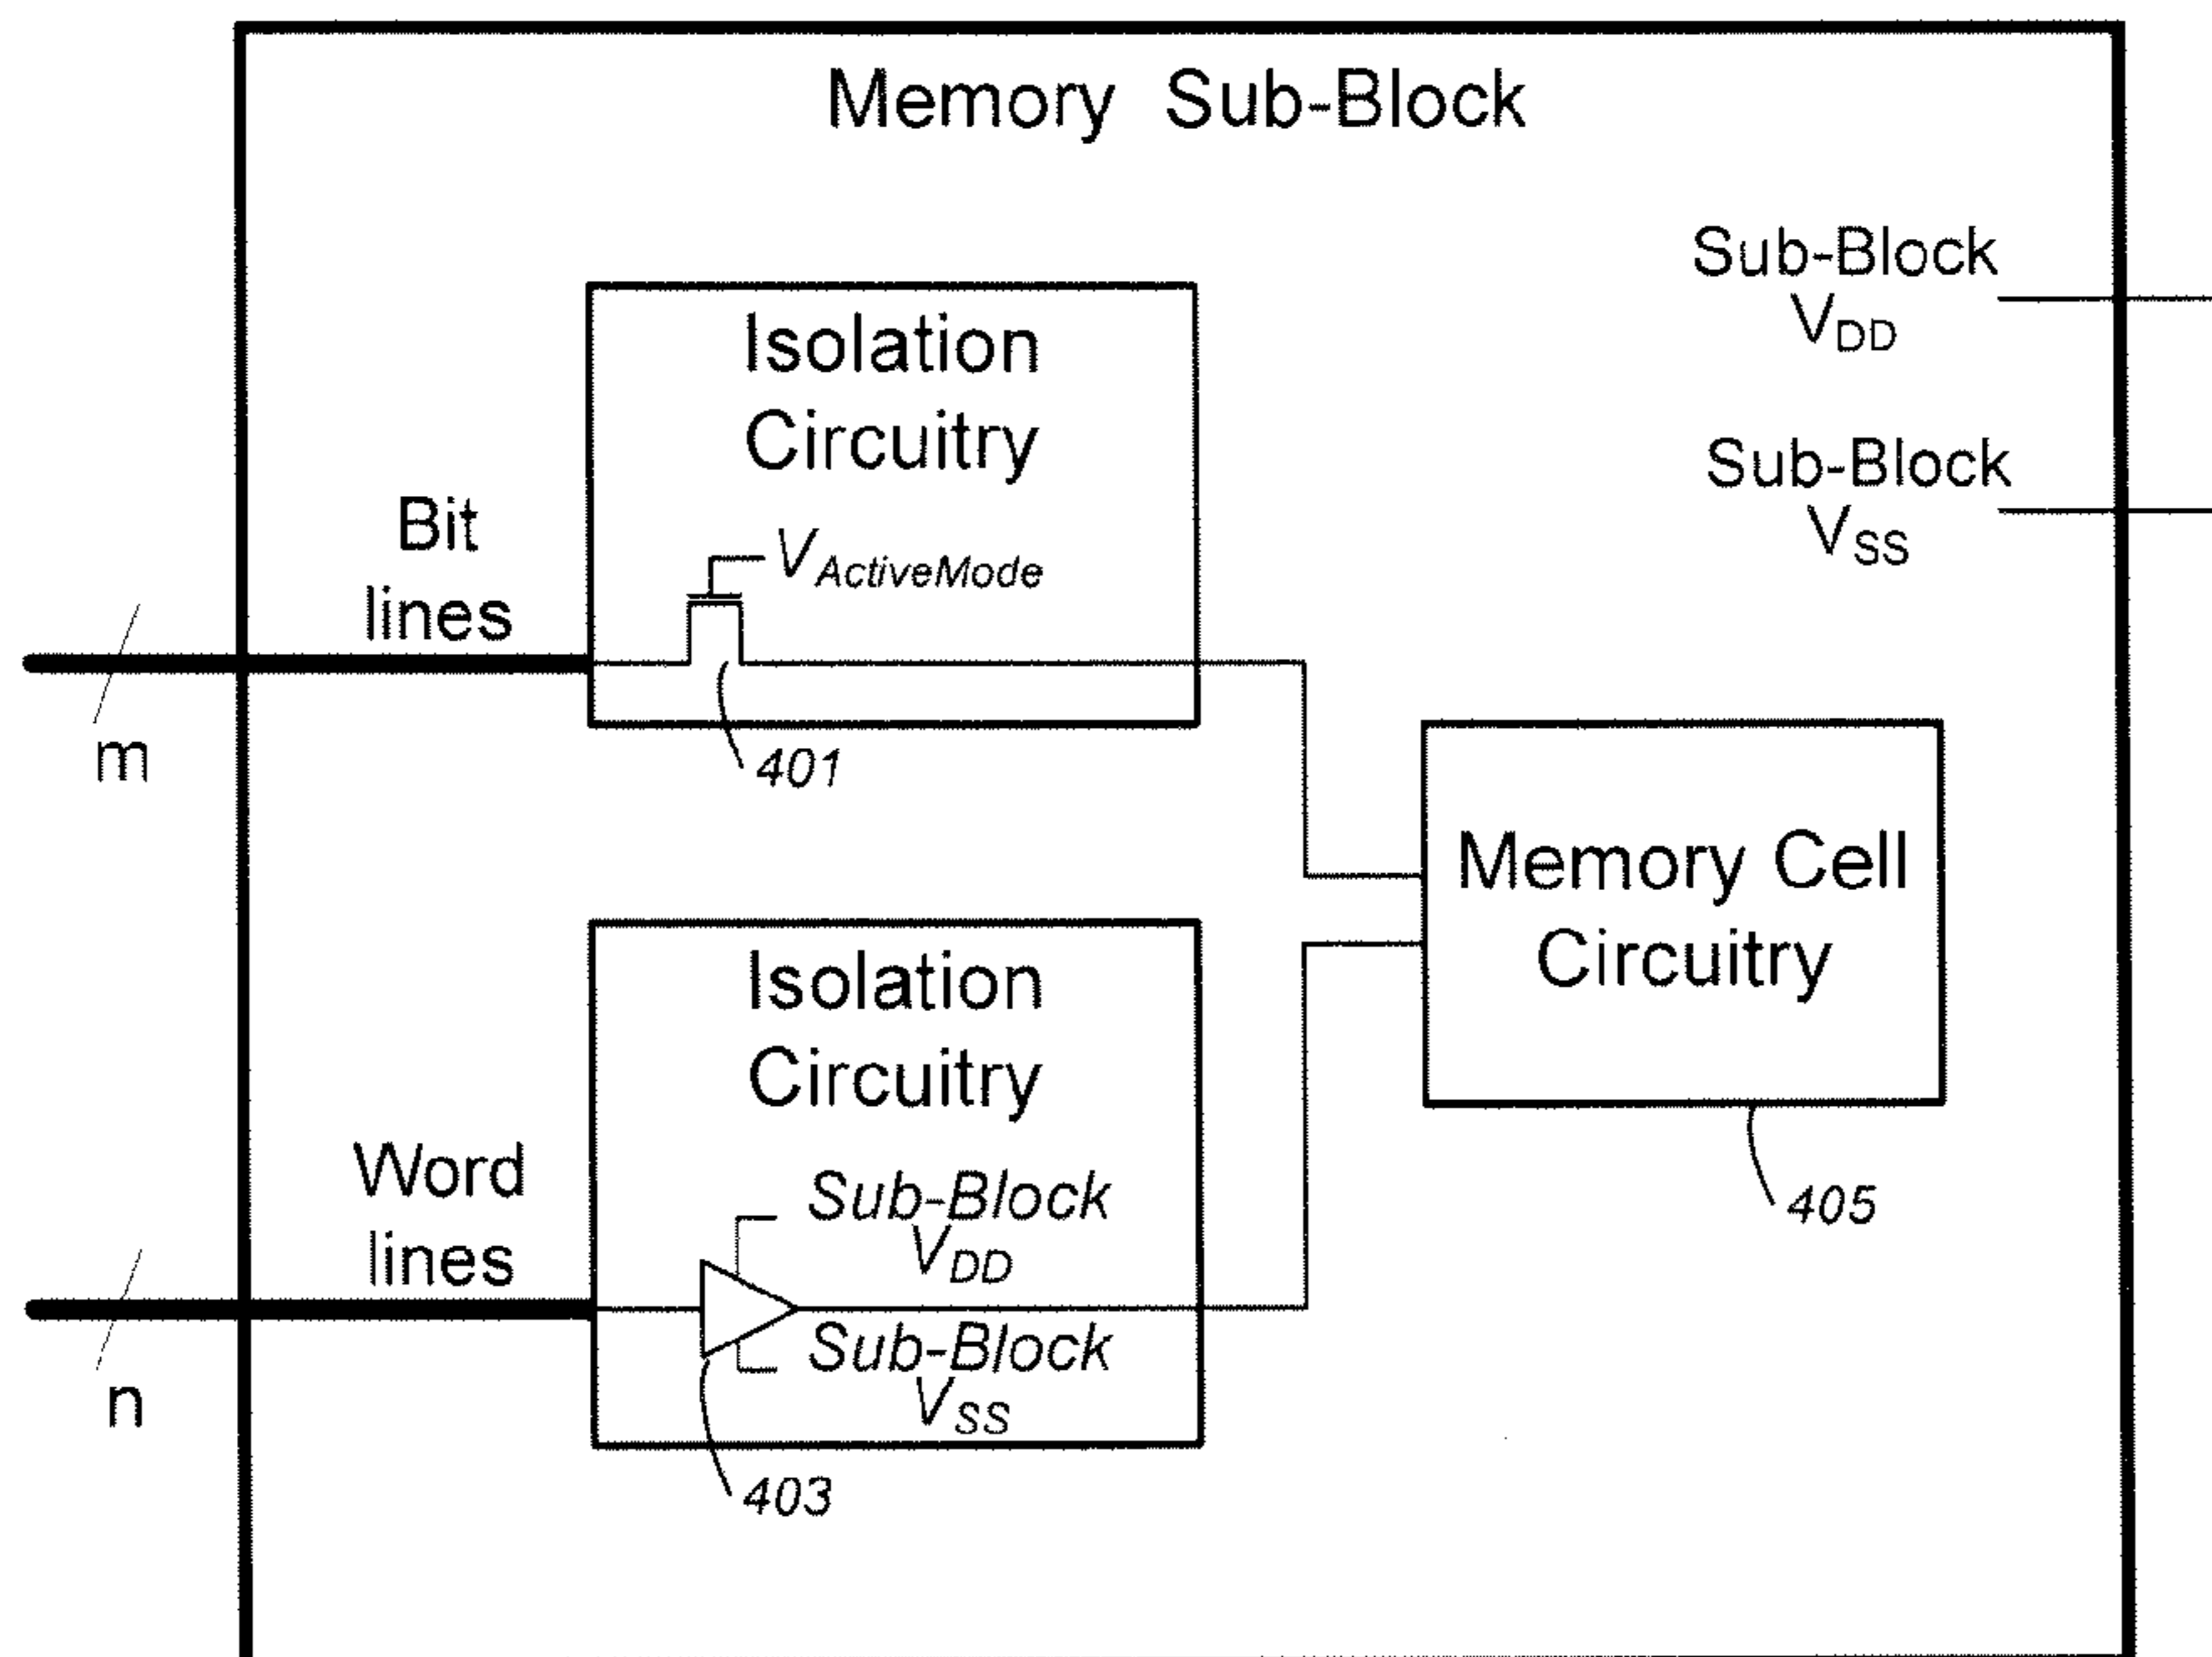 Memory Sub-Block
Sub-Block
VDD
Sub-Block
VSS
Isolation
Circuitry
VActiveMode
Bit
lines
m
401
Memory Cell
Circuitry
405
Isolation
Circuitry
Word
lines
n
Sub-Block
VDD
Sub-Block
VSS
403